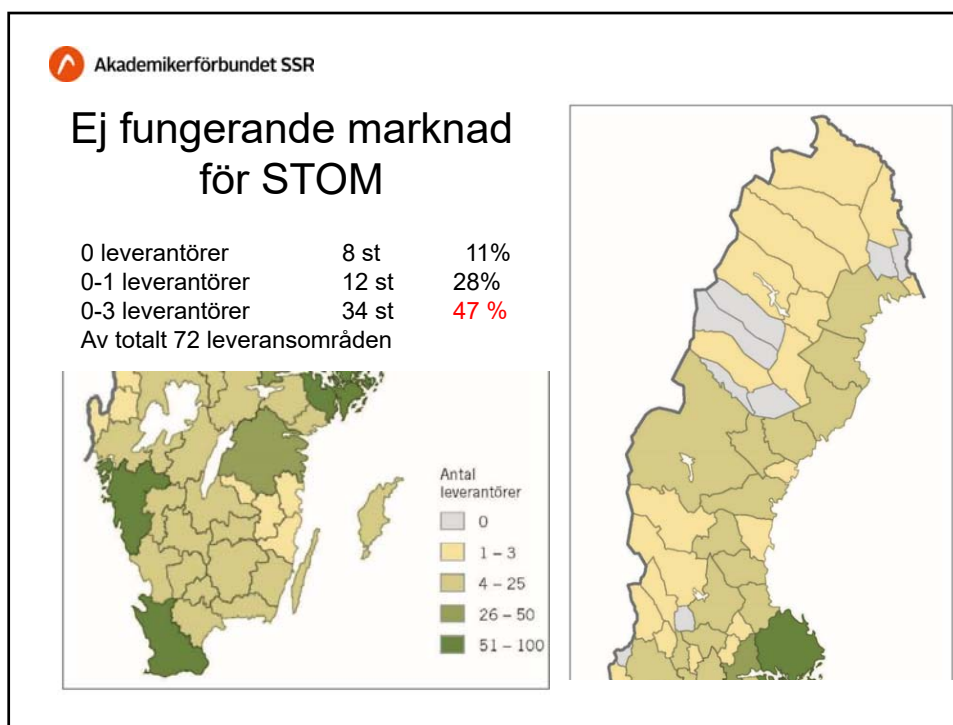 Akademikerförbundet SSR
Ej fungerande marknad
för STOM
0 leverantörer 8 st 11%
0-1 leverantörer 12 st 28%
0-3 leverantörer 34 st 47 %
Av totalt 72 leveransområden
Antal
leverantörer
0
1 – 3
4 – 25
26 – 50
51 – 100